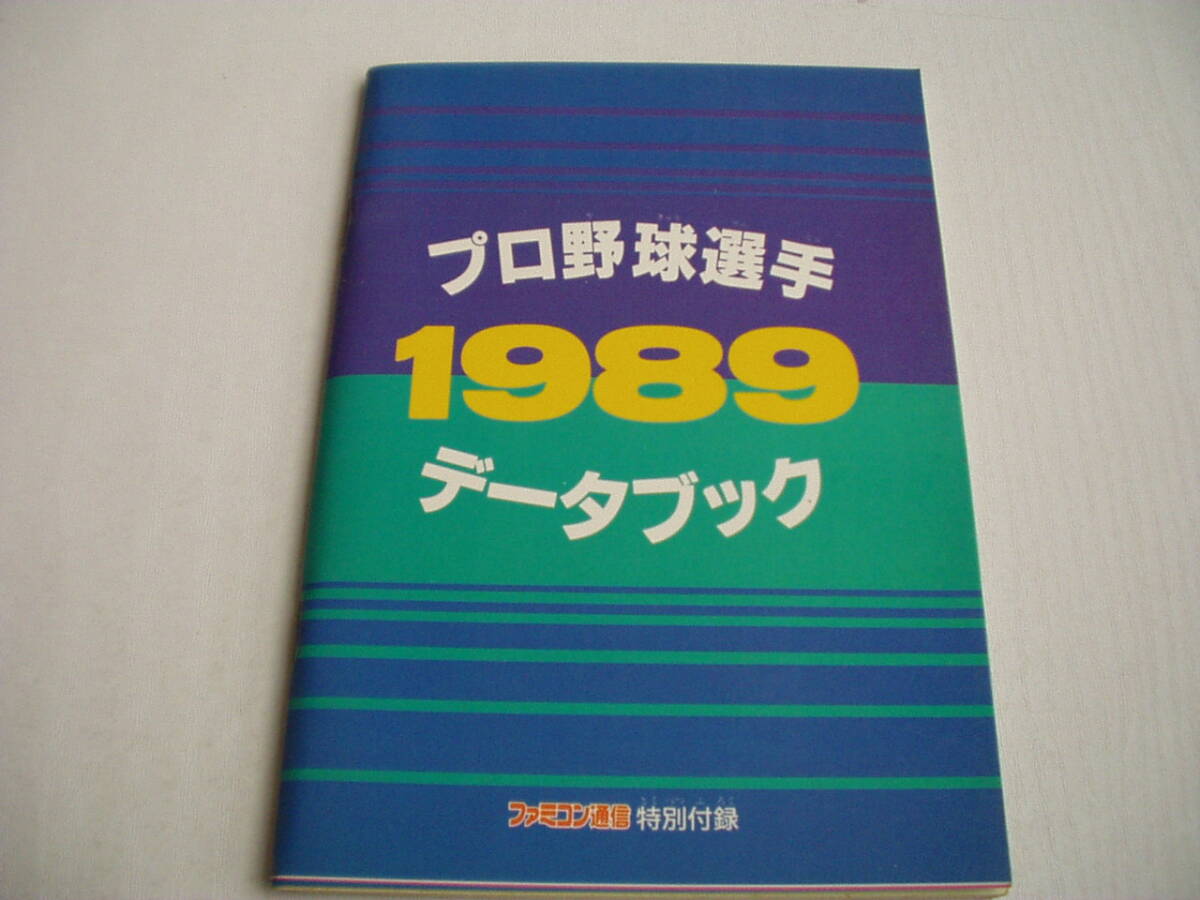 プロ野球選手
1989
データブック
ファミコン通信 特別付録